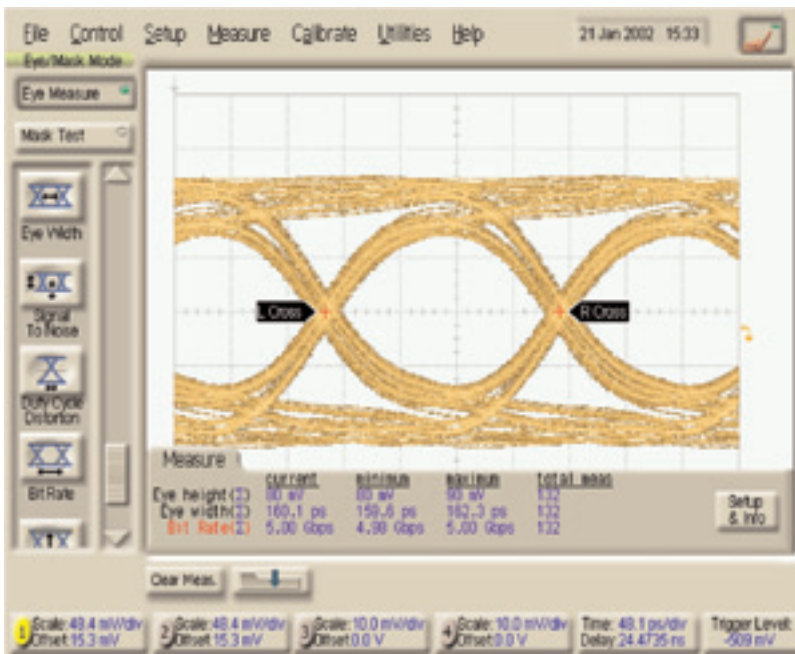 File Control Setup Measure Calibrate Utilities Help 21 Jan 2002 15:33
Eye/Mask Mode
Eye Measure
Mask Test
Eye Width
Signal
To Noise
Duty Cycle
Distortion
Bit Rate
L Cross
R Cross
Measure
current minimum maximum total meas
Eye height(1) 80 mV 80 mV 90 mV 132
Eye width(1) 160.1 ps 159.6 ps 162.3 ps 132
Bit Rate(1) 5.00 Gbps 4.98 Gbps 5.00 Gbps 132
Setup
& Info
Clear Meas.
1 Scale: 48.4 mV/div
Offset: 15.3 mV
2 Scale: 48.4 mV/div
Offset: 15.3 mV
3 Scale: 10.0 mV/div
Offset: 0.0 V
4 Scale: 10.0 mV/div
Offset: 0.0 V
Time: 48.1 ps/div
Delay: 24.4735 ns
Trigger Level:
-509 mV